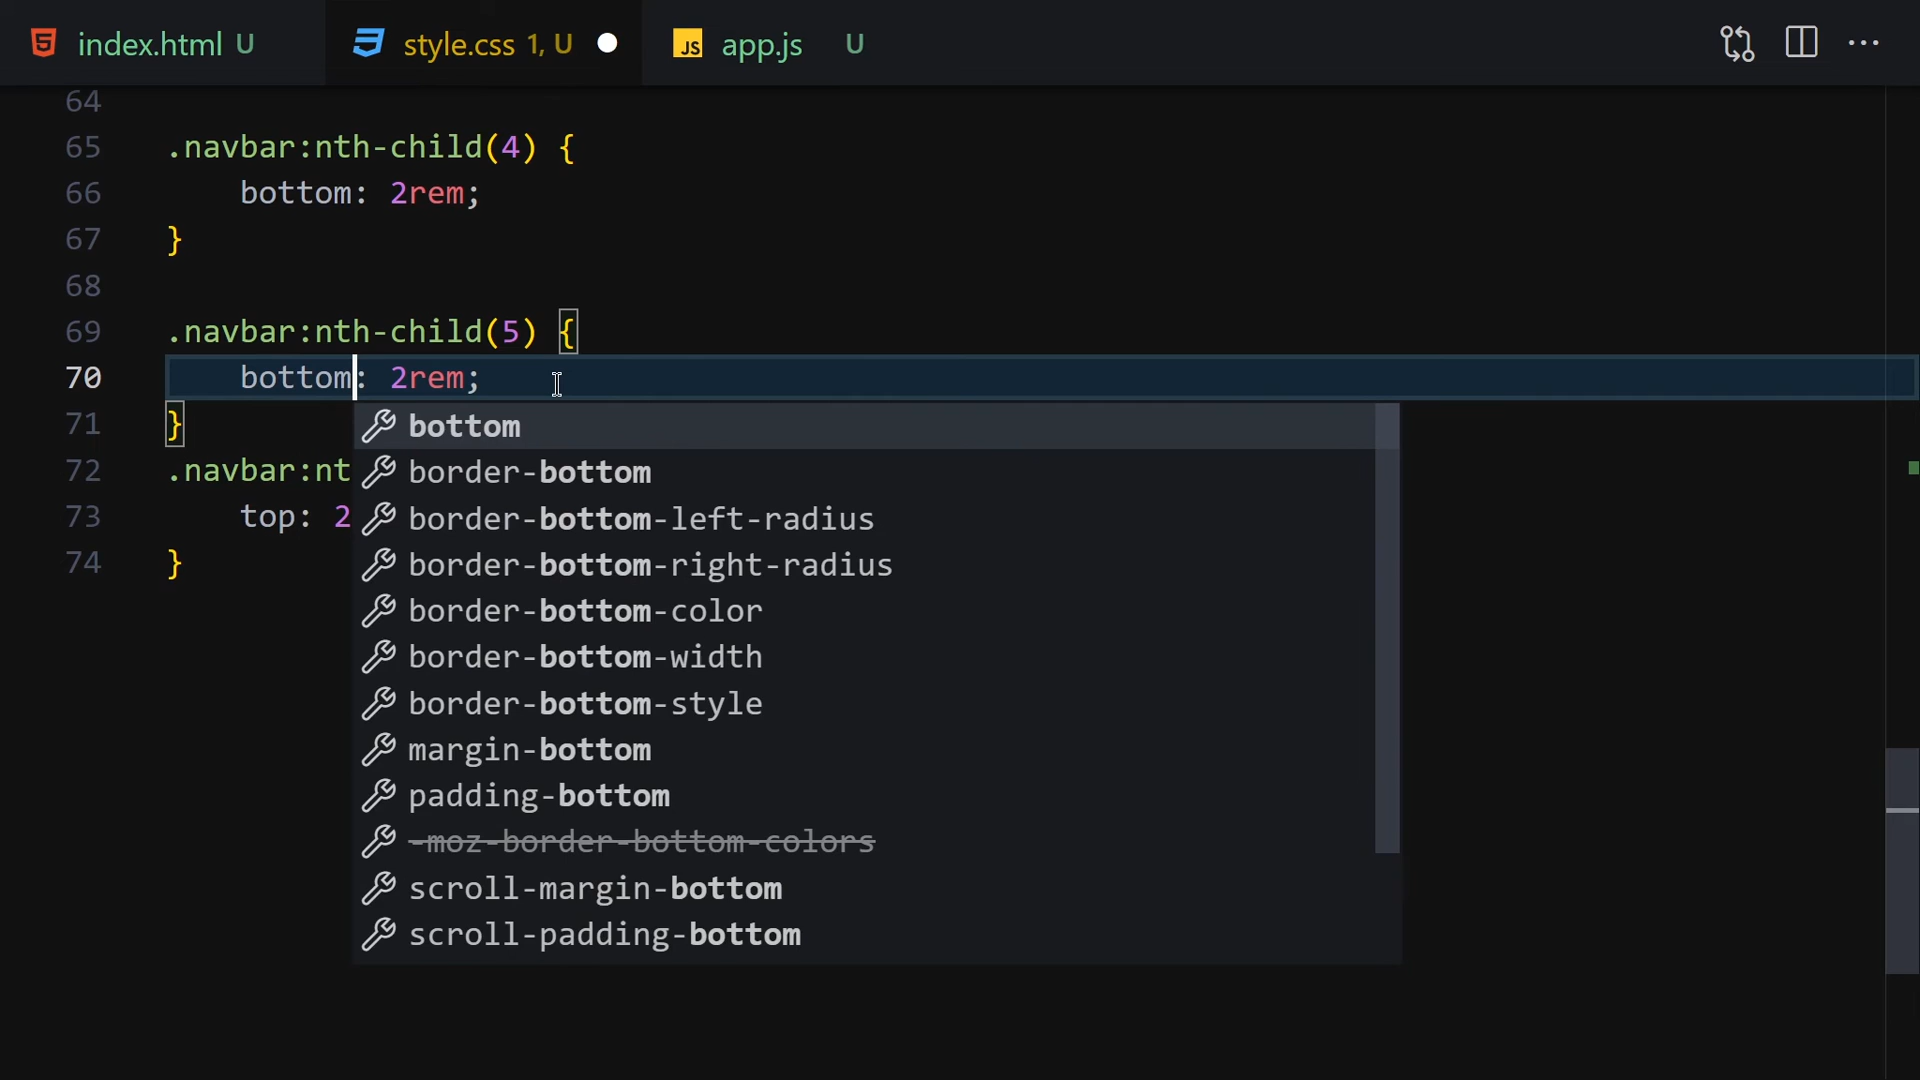 index.html U style.css 1, U JS app.js U
64
65 .navbar:nth-child(4) {
66 bottom: 2rem;
67 }
68
69 .navbar:nth-child(5) {
70 bottom: 2rem;
71 }
bottom
border-bottom
72 .navbar:nt
border-bottom-left-radius
73 top: 2
border-bottom-right-radius
74 }
border-bottom-color
border-bottom-width
border-bottom-style
margin-bottom
padding-bottom
-moz-border-bottom-colors
scroll-margin-bottom
scroll-padding-bottom